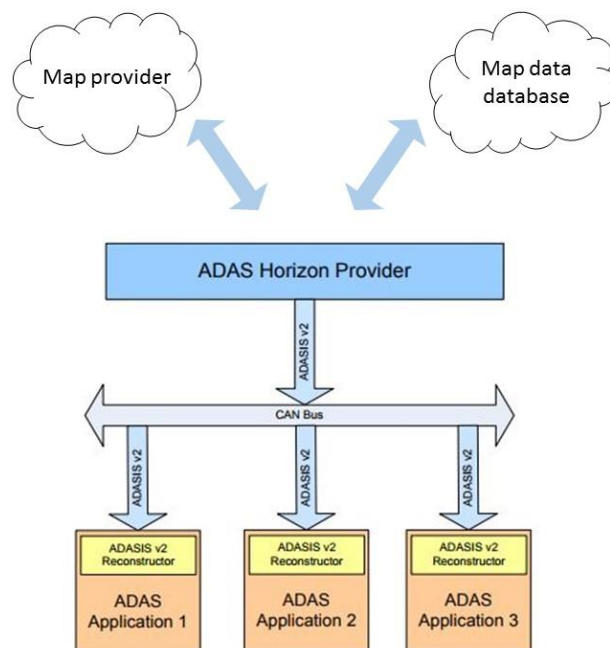 Map provider
Map data
database
ADAS Horizon Provider
ADASIS v2
CAN Bus
ADASIS v2
ADASIS v2
ADASIS v2
ADASIS v2
Reconstructor
ADAS
Application 1
ADASIS v2
Reconstructor
ADAS
Application 2
ADASIS v2
Reconstructor
ADAS
Application 3